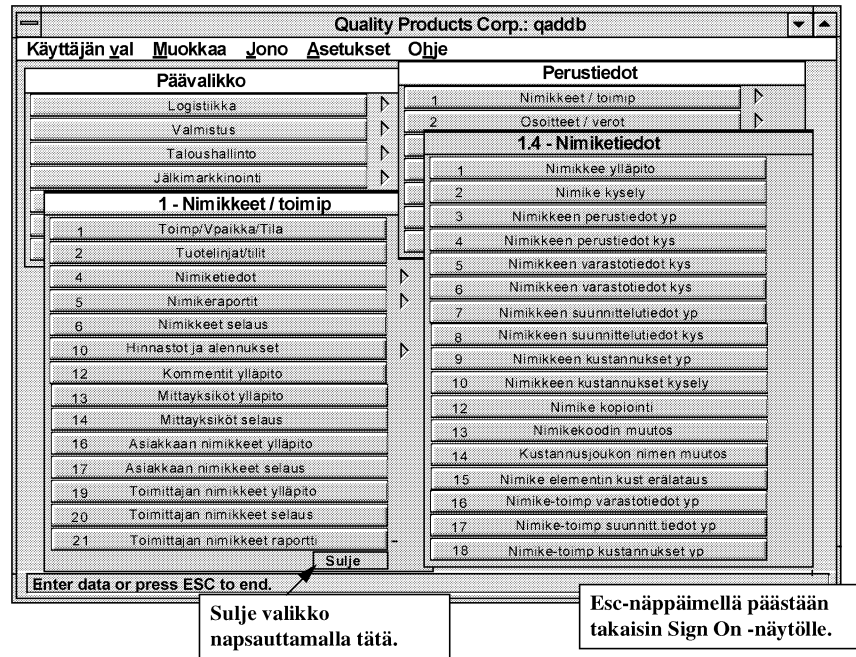 Quality Products Corp.: qaddb
Käyttäjän val Muokkaa Jono Asetukset Ohje
Päävalikko
Logistiikka
Valmistus
Taloushallinto
Jälkimarkkinointi
Perustiedot
1 Nimikkeet / toimip
2 Osoitteet / verot
1 - Nimikkeet / toimip
1 Toimp/Vpaikka/Tila
2 Tuotelinjat/tilit
4 Nimiketiedot
5 Nimikeraportit
6 Nimikkeet selaus
10 Hinnastot ja alennukset
12 Kommentit ylläpito
13 Mittayksiköt ylläpito
14 Mittayksiköt selaus
16 Asiakkaan nimikkeet ylläpito
17 Asiakkaan nimikkeet selaus
19 Toimittajan nimikkeet ylläpito
20 Toimittajan nimikkeet selaus
21 Toimittajan nimikkeet raportti
Sulje
1.4 - Nimiketiedot
1 Nimikkee ylläpito
2 Nimike kysely
3 Nimikkeen perustiedot yp
4 Nimikkeen perustiedot kys
5 Nimikkeen varastotiedot kys
6 Nimikkeen varastotiedot kys
7 Nimikkeen suunnittelutiedot yp
8 Nimikkeen suunnittelutiedot kys
9 Nimikkeen kustannukset yp
10 Nimikkeen kustannukset kysely
12 Nimike kopiointi
13 Nimikekoodin muutos
14 Kustannusjoukon nimen muutos
15 Nimike elementin kust erälataus
16 Nimike-toimp varastotiedot yp
17 Nimike-toimp suunnitt.tiedot yp
18 Nimike-toimp kustannukset yp
Enter data or press ESC to end.
Sulje valikko
napsauttamalla tätä.
Esc-näppäimellä päästään
takaisin Sign On -näytölle.